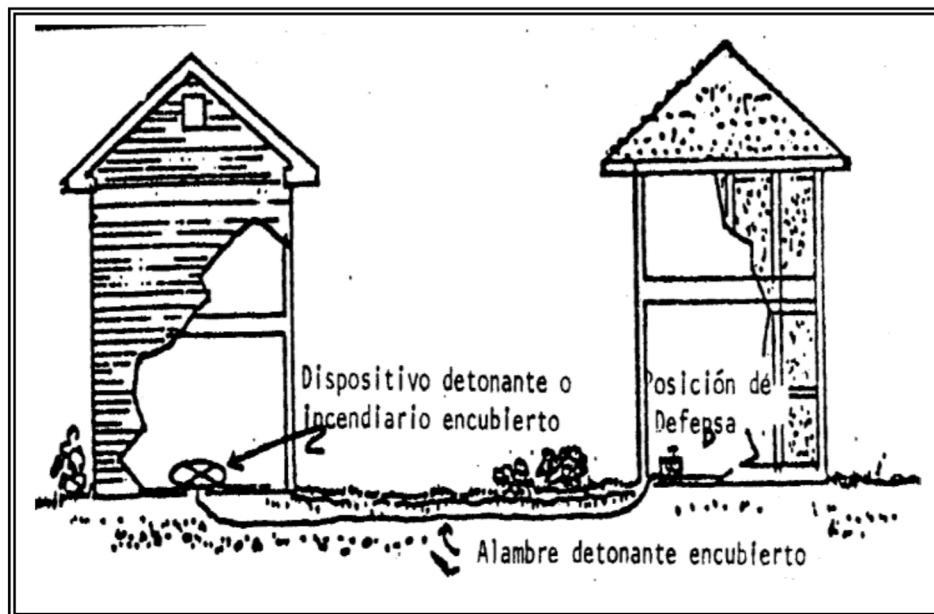 Dispositivo detonante o
incendiario encubierto
Posición de
Defensa
Alambre detonante encubierto